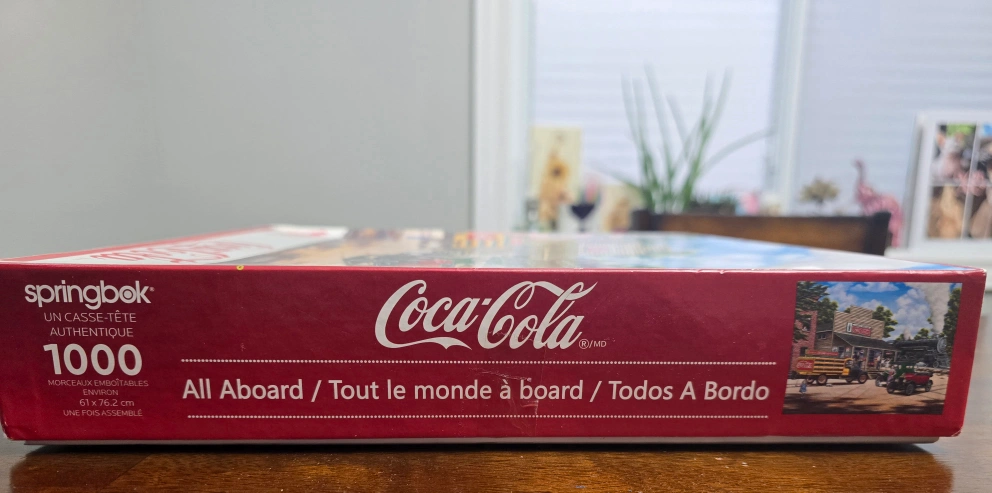 springbok®
UN CASSE-TÊTE
AUTHENTIQUE
1000
MORCEAUX EMBOÎTABLES
ENVIRON
61 x 76.2 cm
UNE FOIS ASSEMBLÉ
Coca-Cola ®/MD
All Aboard / Tout le monde à board / Todos A Bordo